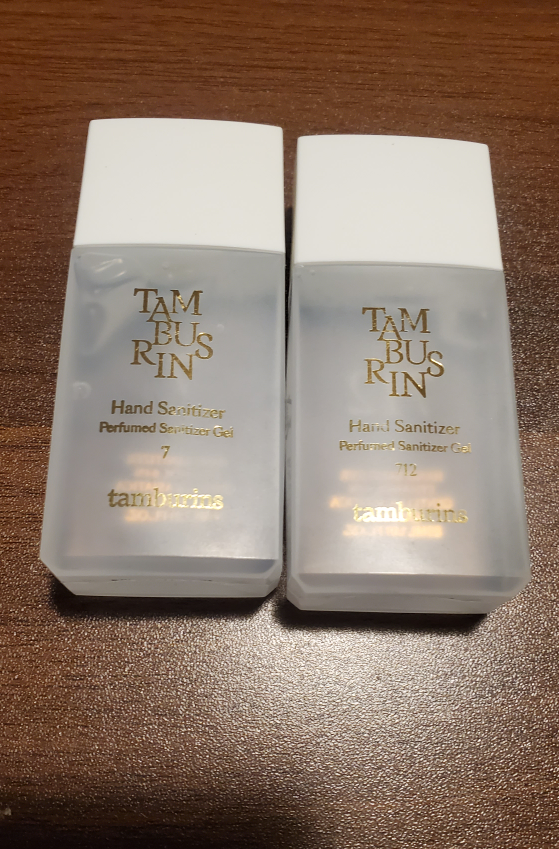 TAM
BUS
RIN
Hand Sanitizer
Perfumed Sanitizer Gel
7
tamburins
TAM
BUS
RIN
Hand Sanitizer
Perfumed Sanitizer Gel
712
tamburins